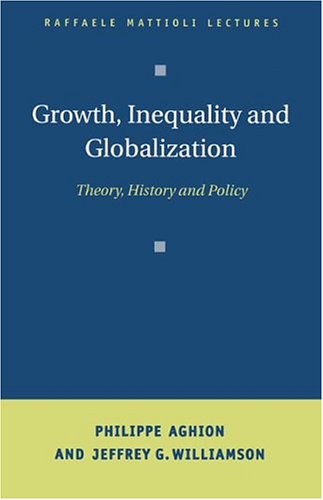 RAFFAELE MATTIOLI LECTURES
Growth, Inequality and
Globalization
Theory, History and Policy
PHILIPPE AGHION
AND JEFFREY G. WILLIAMSON